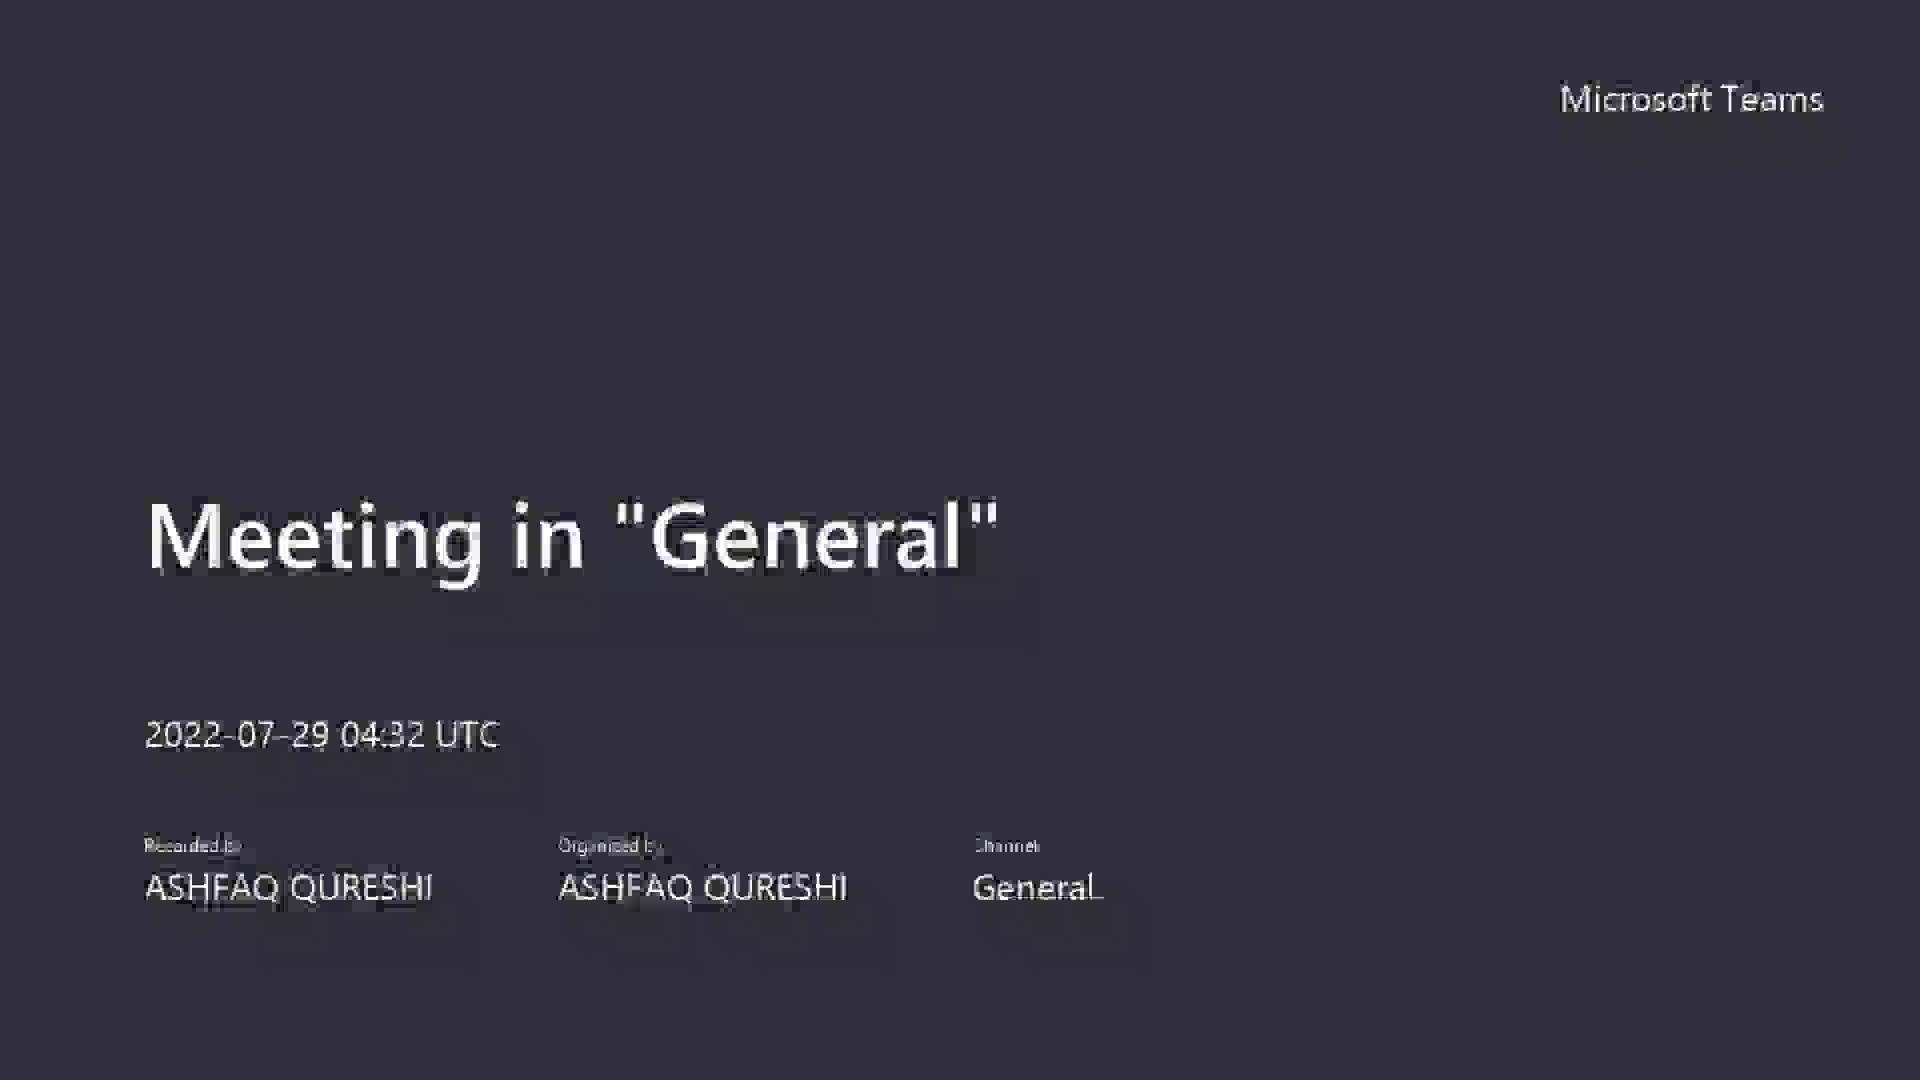 Microsoft Teams
Meeting in "General"
2022-07-29 04:32 UTC
Recorded by
ASHFAQ QURESHI
Organized by
ASHFAQ QURESHI
Channel
General